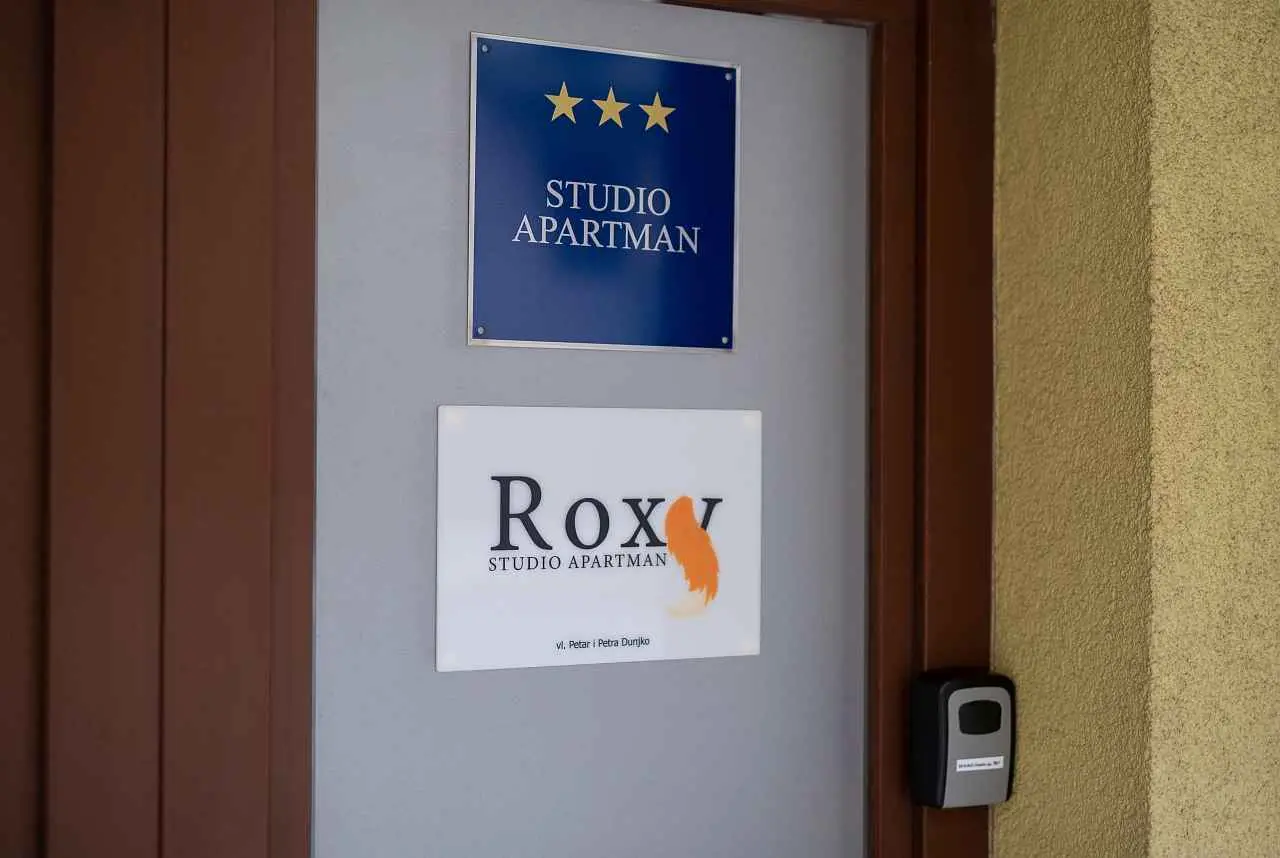 STUDIO
APARTMAN
Roxy
STUDIO APARTMAN
vl. Petar i Petra Dunjko